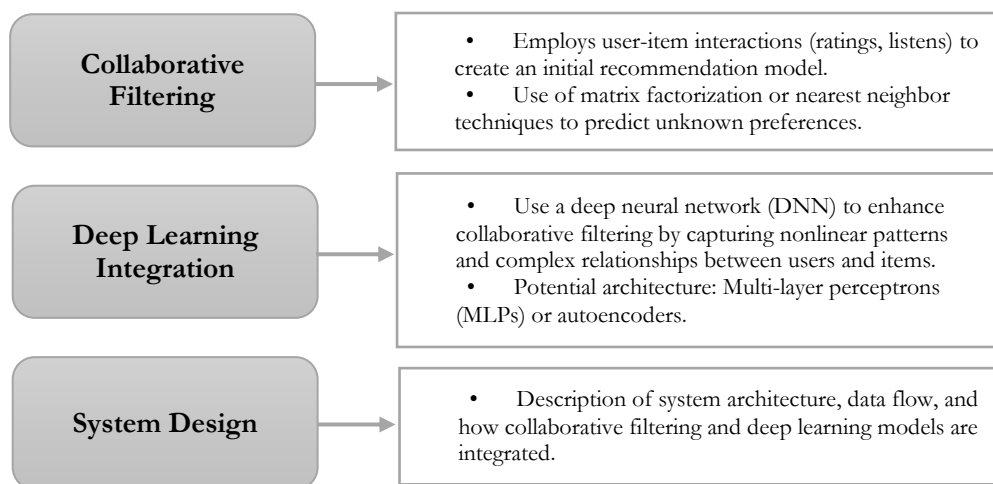 Collaborative
Filtering
• Employs user-item interactions (ratings, listens) to
create an initial recommendation model.
• Use of matrix factorization or nearest neighbor
techniques to predict unknown preferences.
Deep Learning
Integration
• Use a deep neural network (DNN) to enhance
collaborative filtering by capturing nonlinear patterns
and complex relationships between users and items.
• Potential architecture: Multi-layer perceptrons
(MLPs) or autoencoders.
System Design
• Description of system architecture, data flow, and
how collaborative filtering and deep learning models are
integrated.